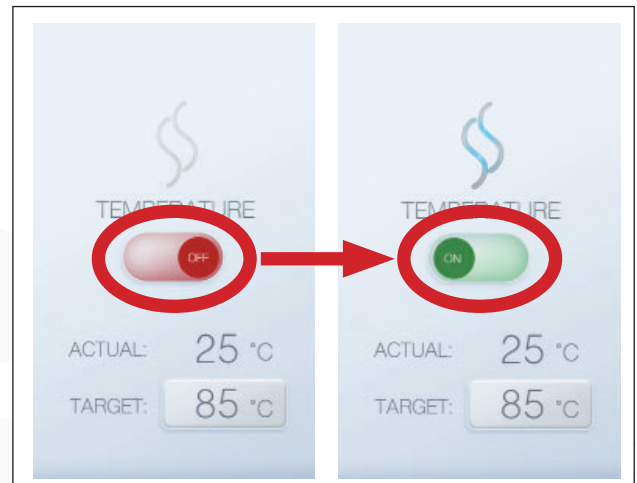 TEMPERATURE
OFF
ACTUAL: 25 °C
TARGET: 85 °C
TEMPERATURE
ON
ACTUAL: 25 °C
TARGET: 85 °C